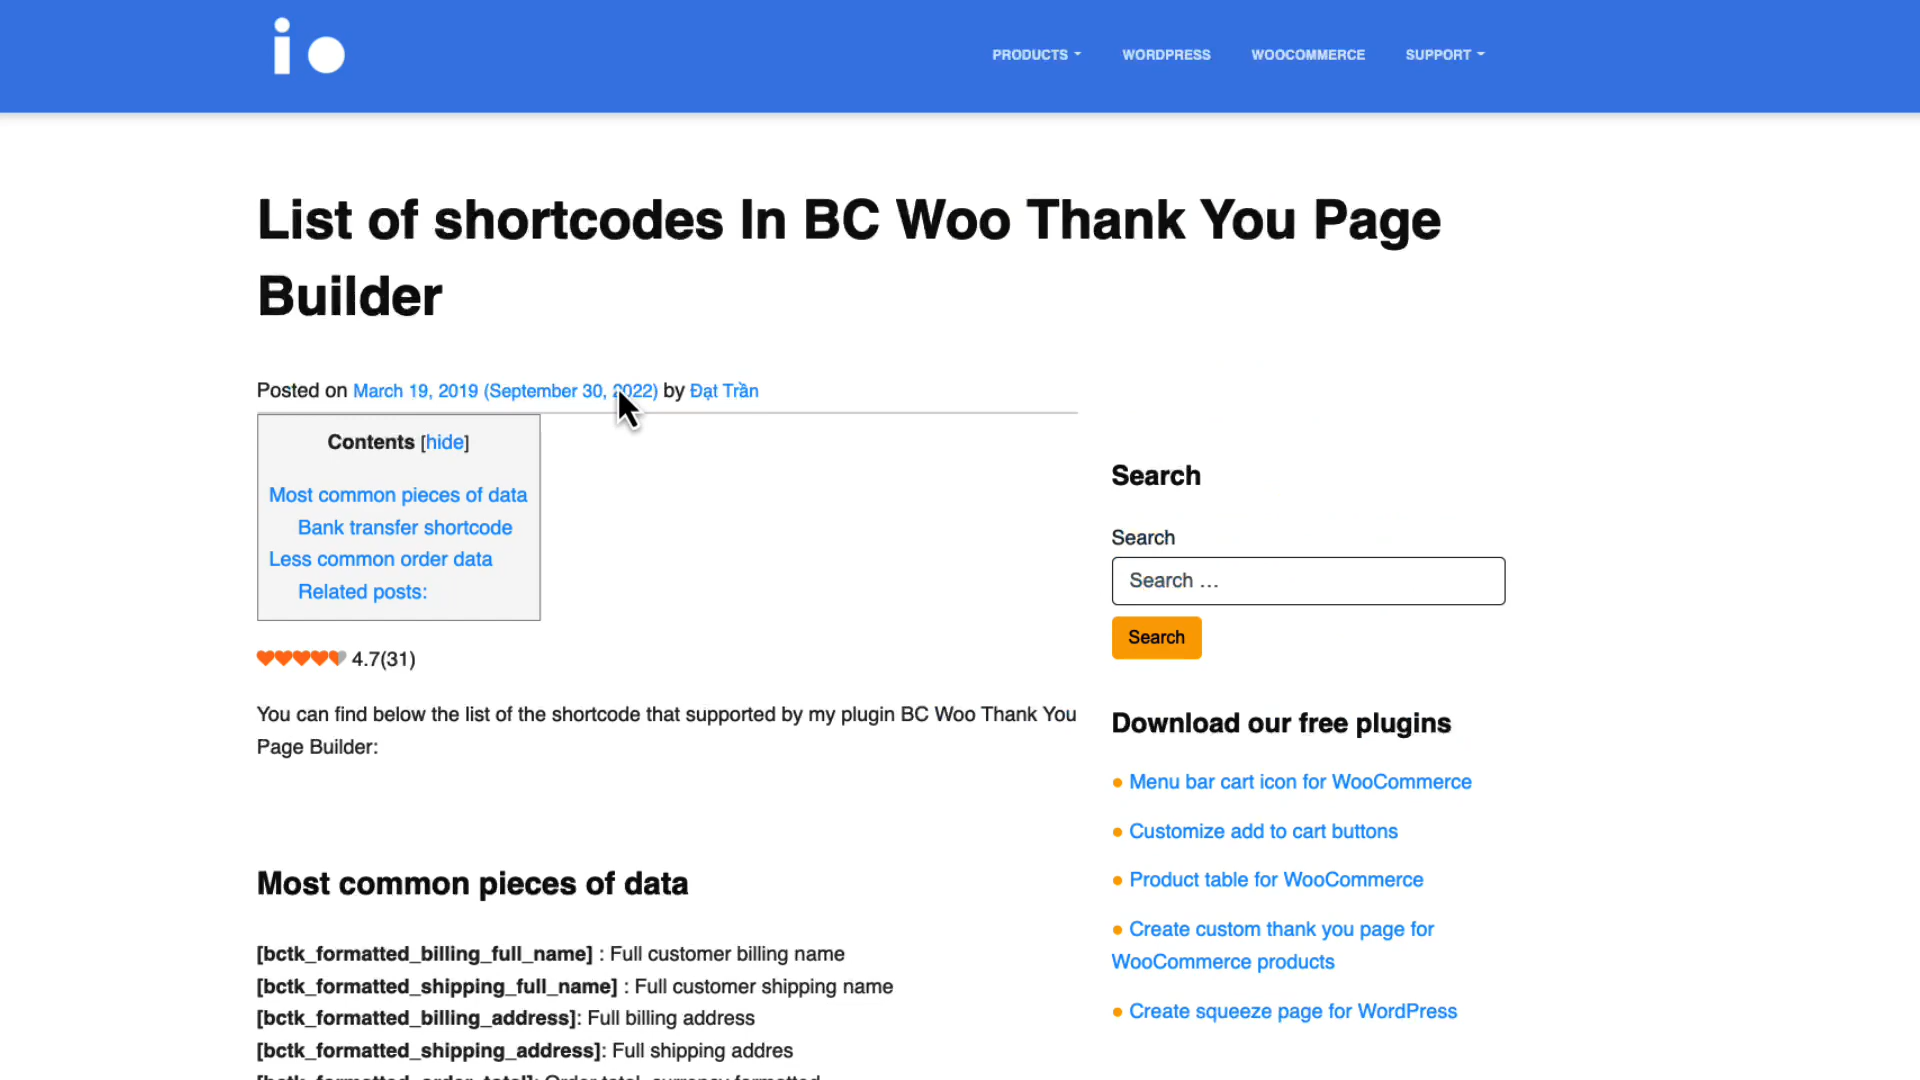 io
PRODUCTS
WORDPRESS
WOOCOMMERCE
SUPPORT
List of shortcodes In BC Woo Thank You Page
Builder
Posted on March 19, 2019 (September 30, 2022) by Đạt Trần
Contents [hide]
Most common pieces of data
Bank transfer shortcode
Less common order data
Related posts:
4.7(31)
You can find below the list of the shortcode that supported by my plugin BC Woo Thank You
Page Builder:
Most common pieces of data
[bctk_formatted_billing_full_name] : Full customer billing name
[bctk_formatted_shipping_full_name] : Full customer shipping name
[bctk_formatted_billing_address]: Full billing address
[bctk_formatted_shipping_address]: Full shipping addres
[bctk_formatted_order_total]: Order total, currency formatted
Search
Search
Search ...
Search
Download our free plugins
Menu bar cart icon for WooCommerce
Customize add to cart buttons
Product table for WooCommerce
Create custom thank you page for
WooCommerce products
Create squeeze page for WordPress